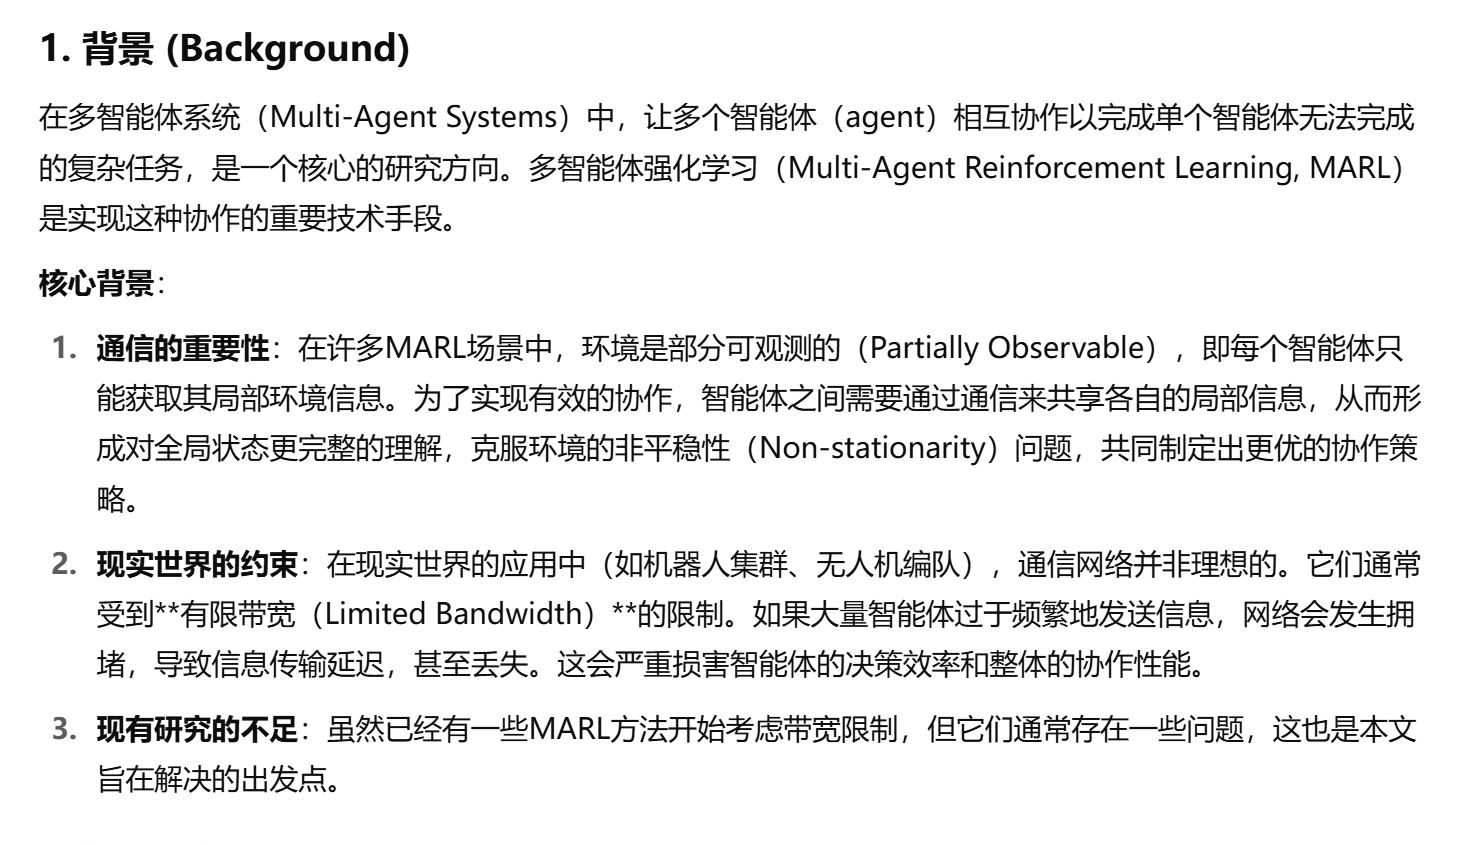 1. 背景 (Background)
在多智能体系统（Multi-Agent Systems）中，让多个智能体（agent）相互协作以完成单个智能体无法完成
的复杂任务，是一个核心的研究方向。多智能体强化学习（Multi-Agent Reinforcement Learning, MARL）
是实现这种协作的重要技术手段。
核心背景：
1. 通信的重要性：在许多MARL场景中，环境是部分可观测的（Partially Observable），即每个智能体只
能获取其局部环境信息。为了实现有效的协作，智能体之间需要通过通信来共享各自的局部信息，从而形
成对全局状态更完整的理解，克服环境的非平稳性（Non-stationarity）问题，共同制定出更优的协作策
略。
2. 现实世界的约束：在现实世界的应用中（如机器人集群、无人机编队），通信网络并非理想的。它们通常
受到**有限带宽（Limited Bandwidth）**的限制。如果大量智能体过于频繁地发送信息，网络会发生拥
堵，导致信息传输延迟，甚至丢失。这会严重损害智能体的决策效率和整体的协作性能。
3. 现有研究的不足：虽然已经有一些MARL方法开始考虑带宽限制，但它们通常存在一些问题，这也是本文
旨在解决的出发点。